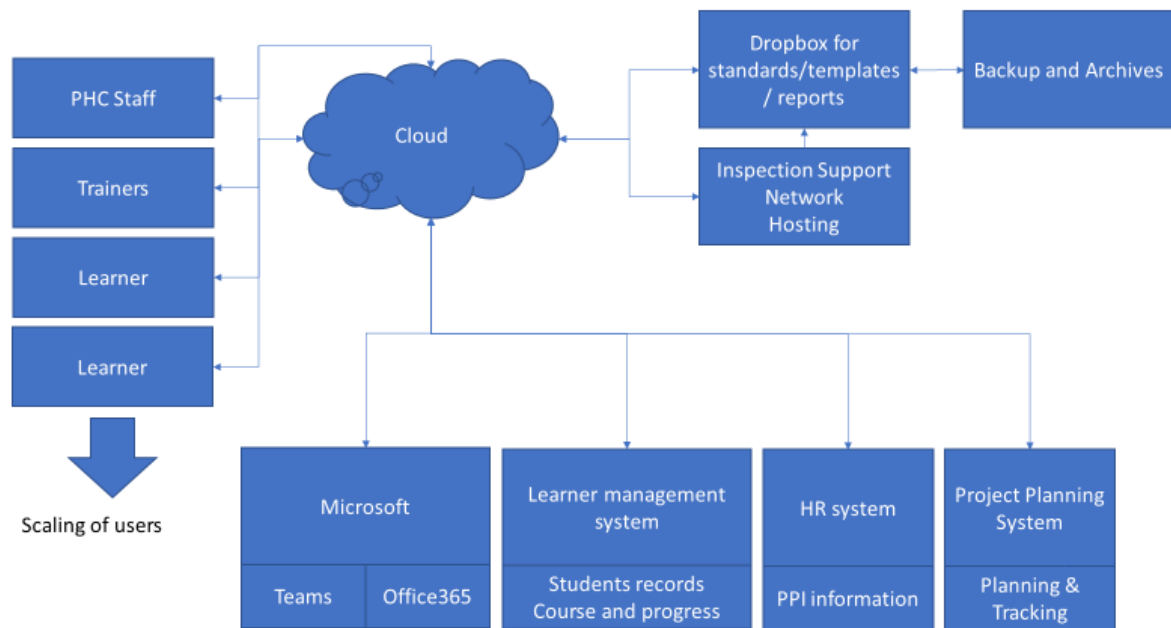 PHC Staff
Trainers
Learner
Learner
Scaling of users
Cloud
Dropbox for
standards/templates
/ reports
Backup and Archives
Inspection Support
Network
Hosting
Microsoft
Teams
Office365
Learner management
system
Students records
Course and progress
HR system
PPI information
Project Planning
System
Planning &
Tracking